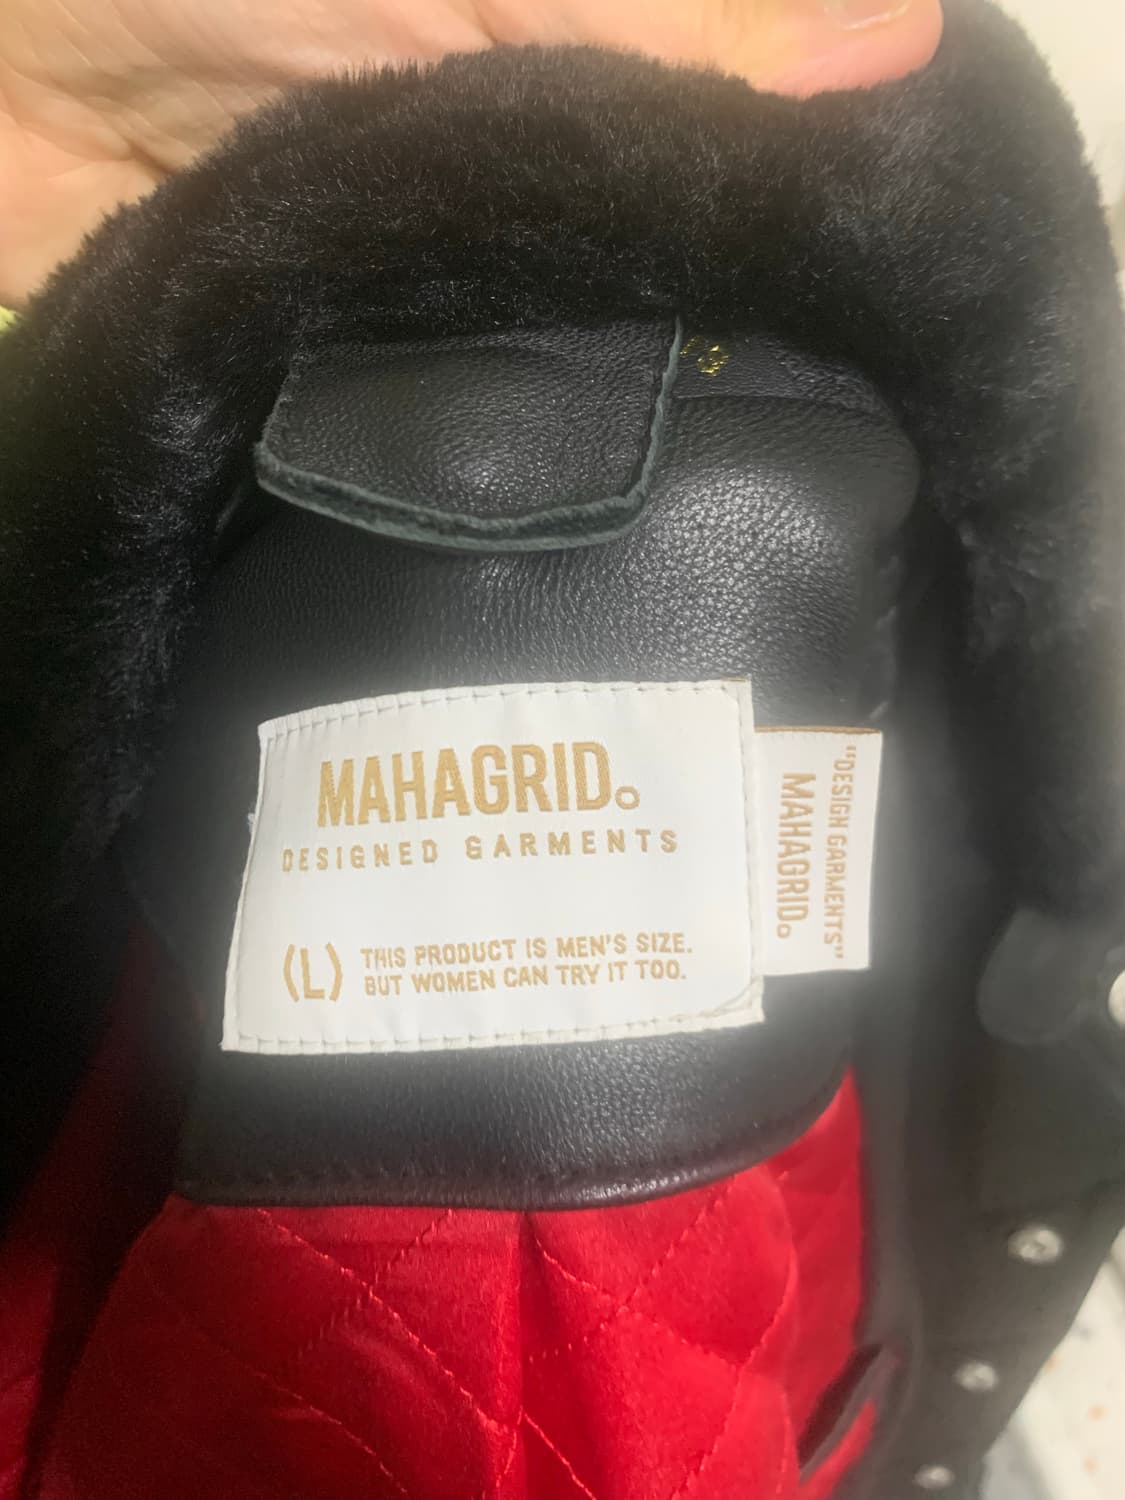 MAHAGRID
DESIGNED GARMENTS
(L) THIS PRODUCT IS MEN'S SIZE.
BUT WOMEN CAN TRY IT TOO.
"DESIGN GARMENTS"
MAHAGRID